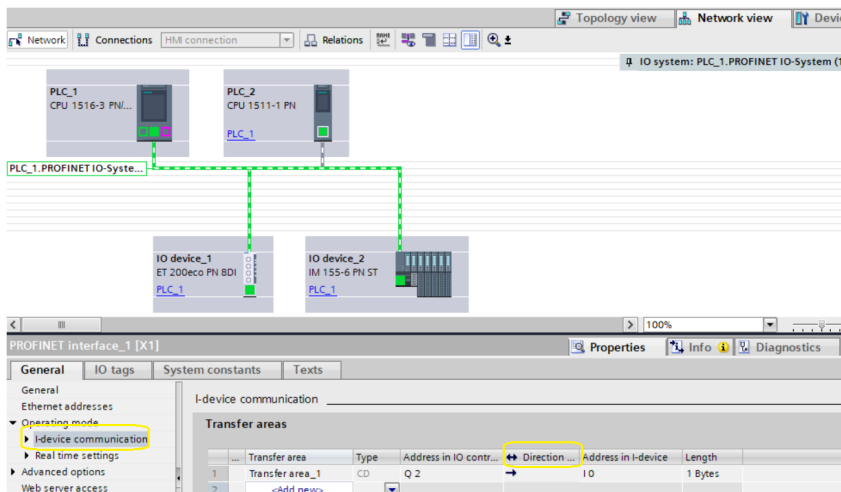 Topology view Network view Devi
Network Connections HMI connection Relations
IO system: PLC_1.PROFINET IO-System (1
PLC_1 PLC_2
CPU 1516-3 PN/... CPU 1511-1 PN
PLC_1
PLC_1.PROFINET IO-Syste...
IO device_1 IO device_2
ET 200eco PN 8DI IM 155-6 PN ST
PLC_1 PLC_1
100%
PROFINET interface_1 [X1] Properties Info Diagnostics
General IO tags System constants Texts
General
Ethernet addresses
Operating mode
I-device communication
Real time settings
Advanced options
Web server access
I-device communication
Transfer areas
... Transfer area Type Address in IO contr... Direction ... Address in I-device Length
1 Transfer area_1 CD Q 2 → I 0 1 Bytes
2 <Add new>